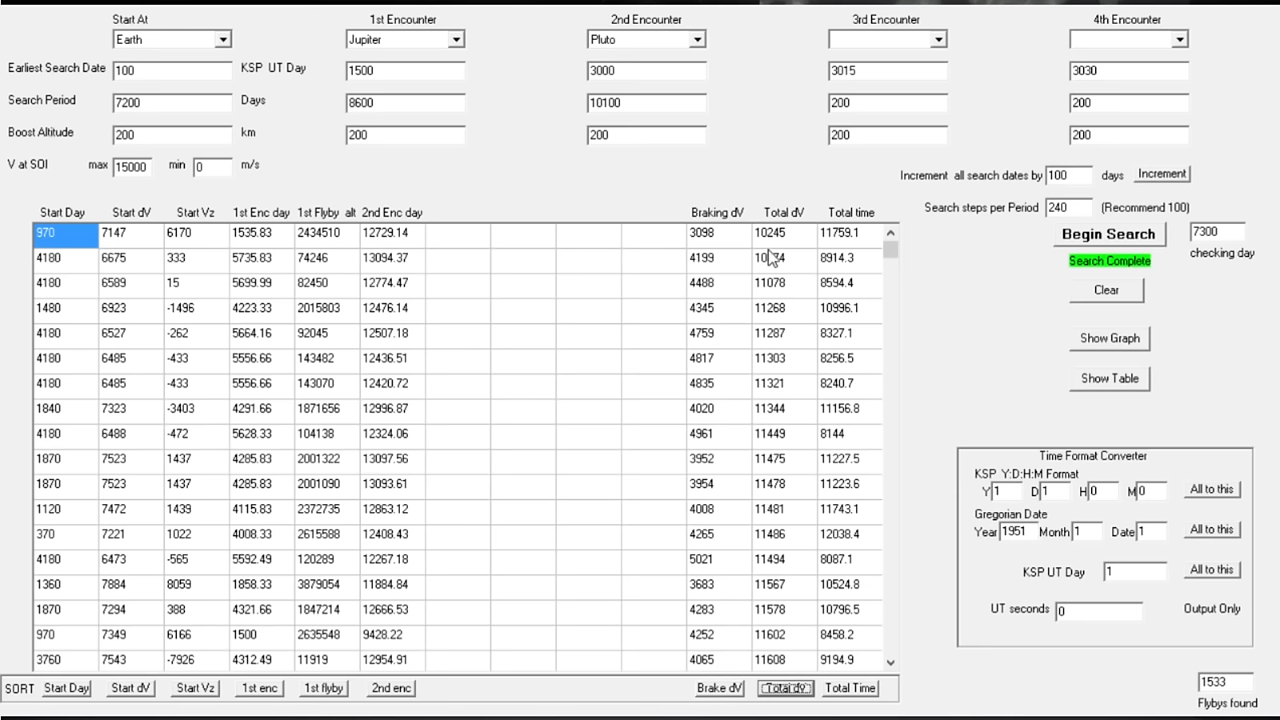 Start At 1st Encounter 2nd Encounter 3rd Encounter 4th Encounter
Earth Jupiter Pluto
Earliest Search Date 100 KSP UT Day 1500 3000 3015 3030
Search Period 7200 Days 8600 10100 200 200
Boost Altitude 200 km 200 200 200 200
V at SOI max 15000 min 0 m/s
Increment all search dates by 100 days Increment
Search steps per Period 240 (Recommend 100)
Begin Search 7300
Search Complete checking day
Clear
Show Graph
Show Table
Start Day Start dV Start Vz 1st Enc day 1st Flyby alt 2nd Enc day Braking dV Total dV Total time
970 7147 6170 1535.83 2434510 12729.14 3098 10245 11759.1
4180 6675 333 5735.83 74246 13094.37 4199 8914.3
4180 6589 15 5699.99 82450 12774.47 4488 11078 8594.4
1480 6923 -1496 4223.33 2015803 12476.14 4345 11268 10996.1
4180 6527 -262 5664.16 92045 12507.18 4759 11287 8327.1
4180 6485 -433 5556.66 143482 12436.51 4817 11303 8256.5
4180 6485 -433 5556.66 143070 12420.72 4835 11321 8240.7
1840 7323 -3403 4291.66 1871656 12996.87 4020 11344 11156.8
4180 6488 -472 5628.33 104138 12324.06 4961 11449 8144
1870 7523 1437 4285.83 2001322 13097.56 3952 11475 11227.5
1870 7523 1437 4285.83 2001090 13093.61 3954 11478 11223.6
1120 7472 1439 4115.83 2372735 12863.12 4008 11481 11743.1
370 7221 1022 4008.33 2615588 12408.43 4265 11486 12038.4
4180 6473 -565 5592.49 120289 12267.18 5021 11494 8087.1
1360 7884 8059 1858.33 3879054 11884.84 3683 11567 10524.8
1870 7294 388 4321.66 1847214 12666.53 4283 11578 10796.5
970 7349 6166 1500 2635548 9428.22 4252 11602 8458.2
3760 7543 -7926 4312.49 11919 12954.91 4065 11608 9194.9
SORT Start Day Start dV Start Vz 1st enc 1st flyby 2nd enc Brake dV Total dV Total Time
Time Format Converter
KSP Y:D:H:M Format
Y 1 D 1 H 0 M 0 All to this
Gregorian Date
Year 1951 Month 1 Date 1 All to this
KSP UT Day 1 All to this
UT seconds 0 Output Only
1533
Flybys found